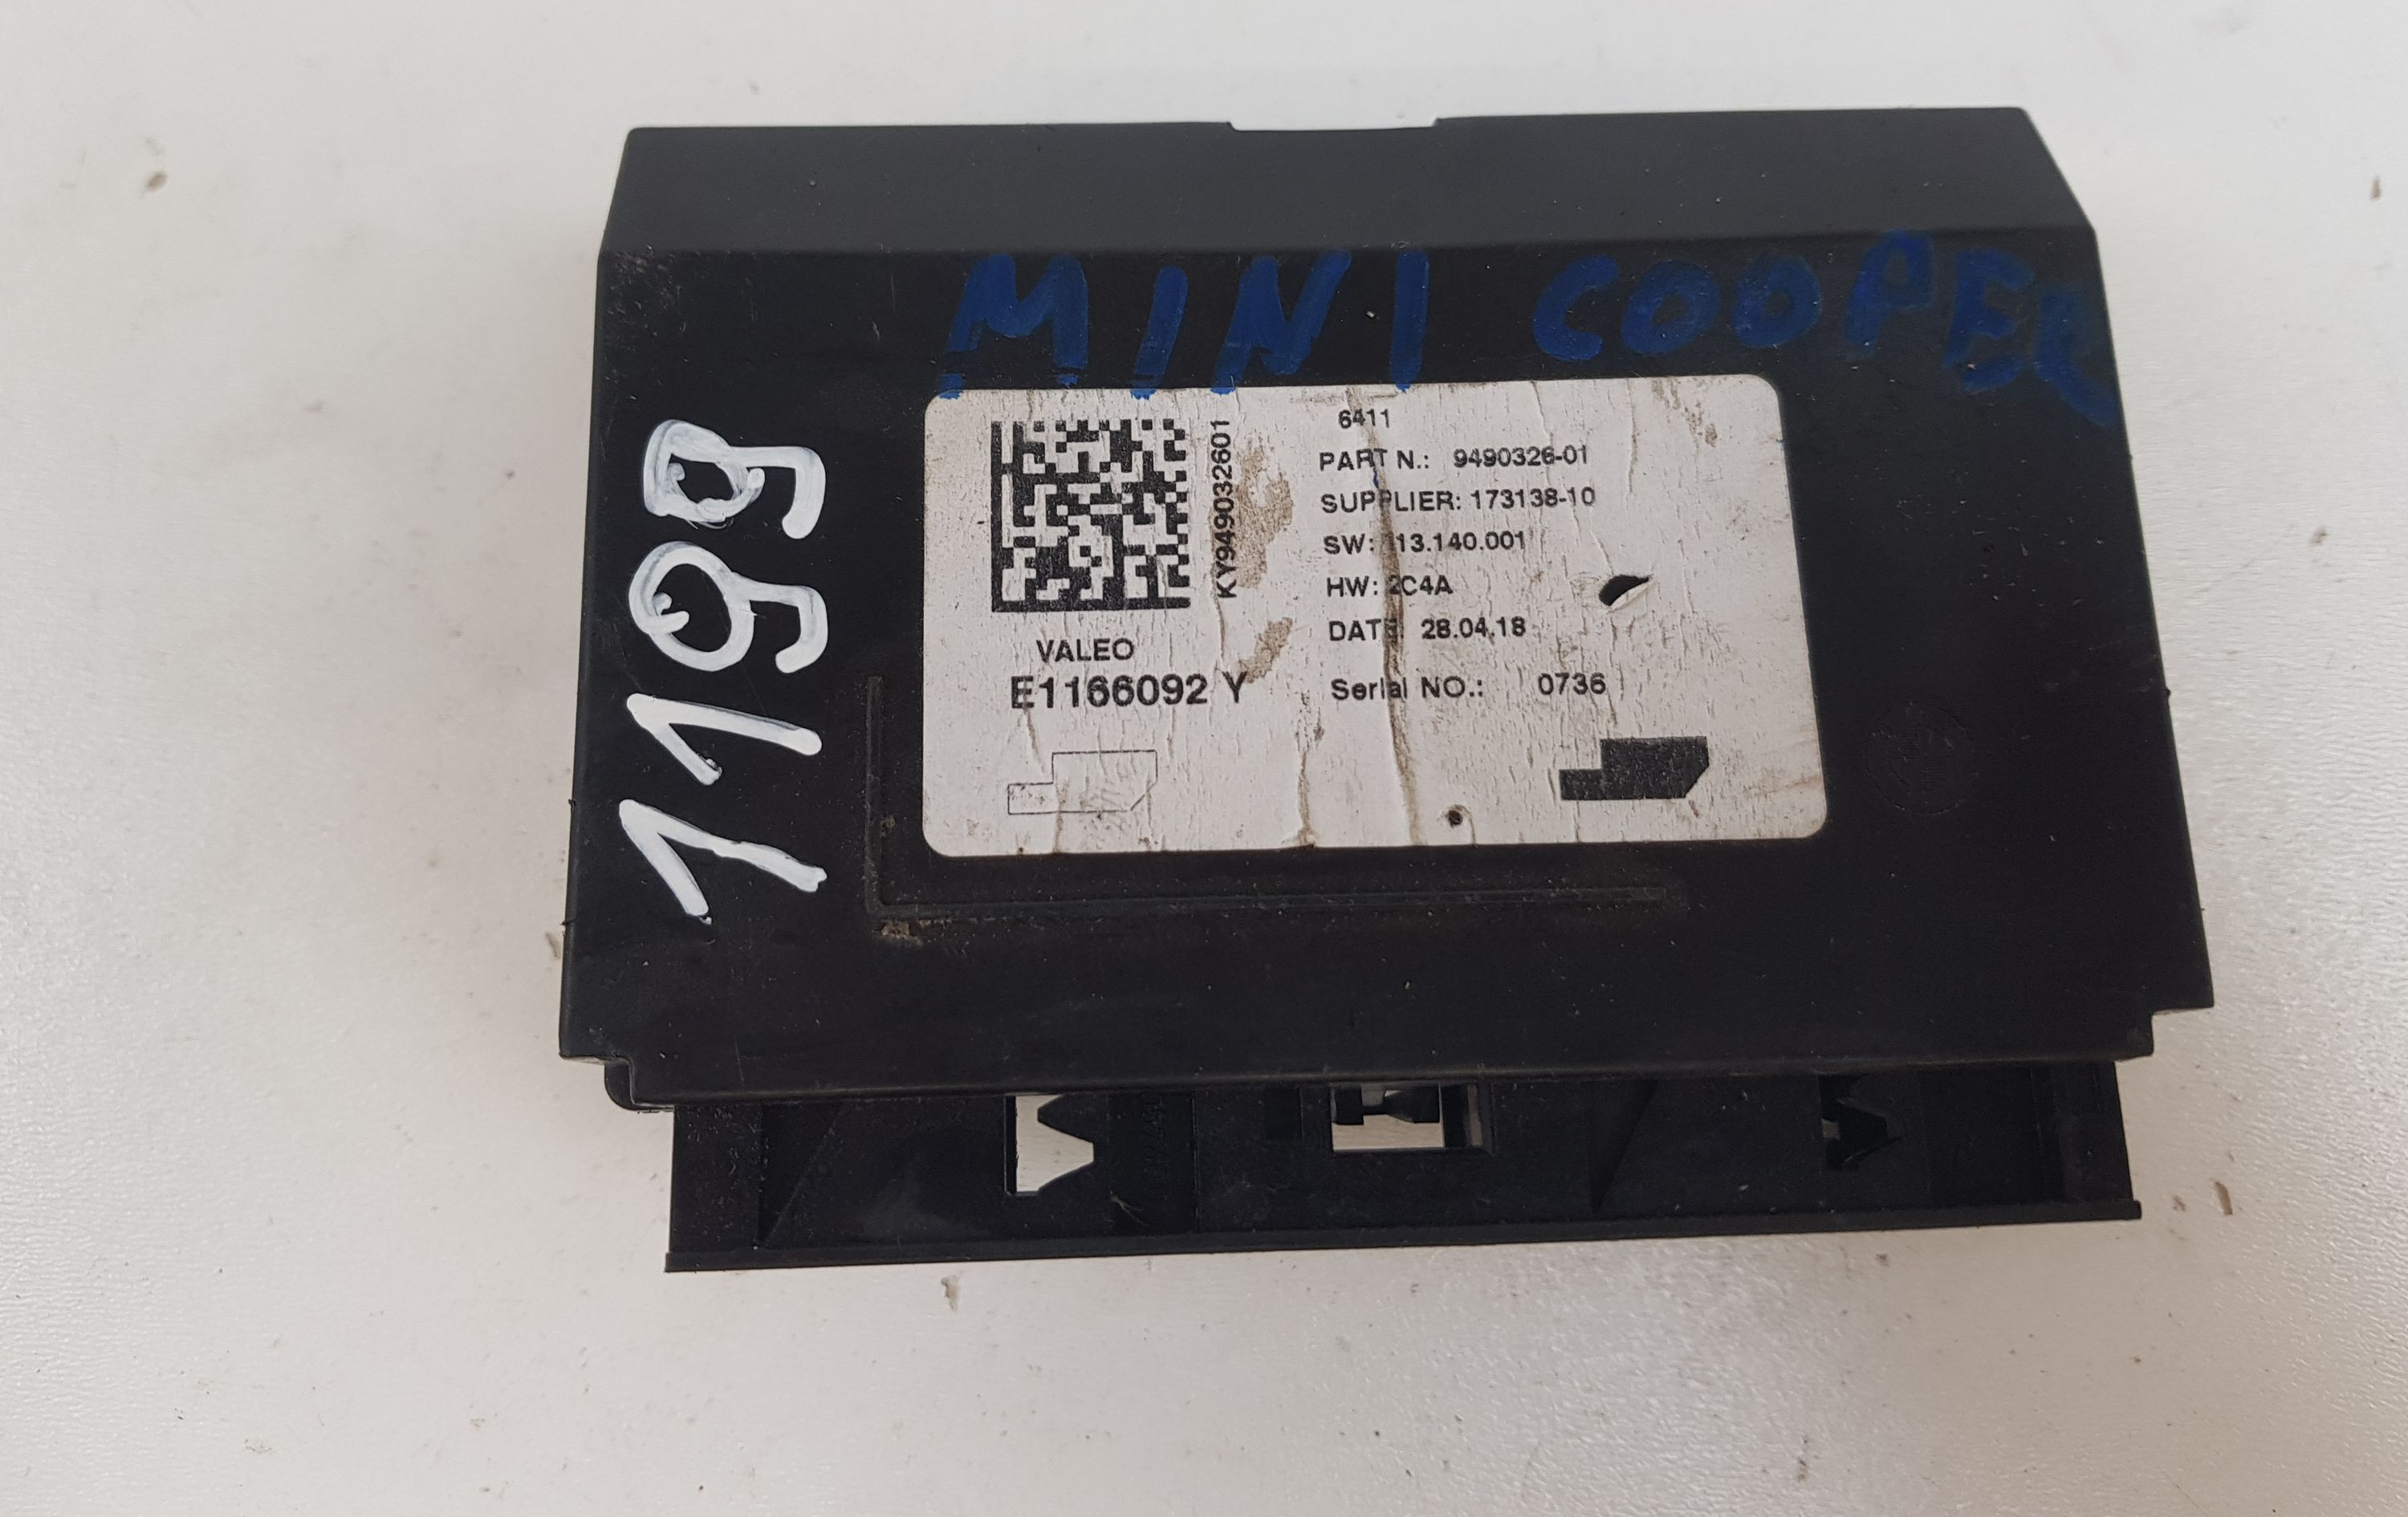 MINI COOPER
1199
KY949032601
VALEO
E1166092 Y
6411
PART N.: 9490326-01
SUPPLIER: 173138-10
SW: 113.140.001
HW: 2C4A
DATE: 28.04.18
Serial NO.: 0736